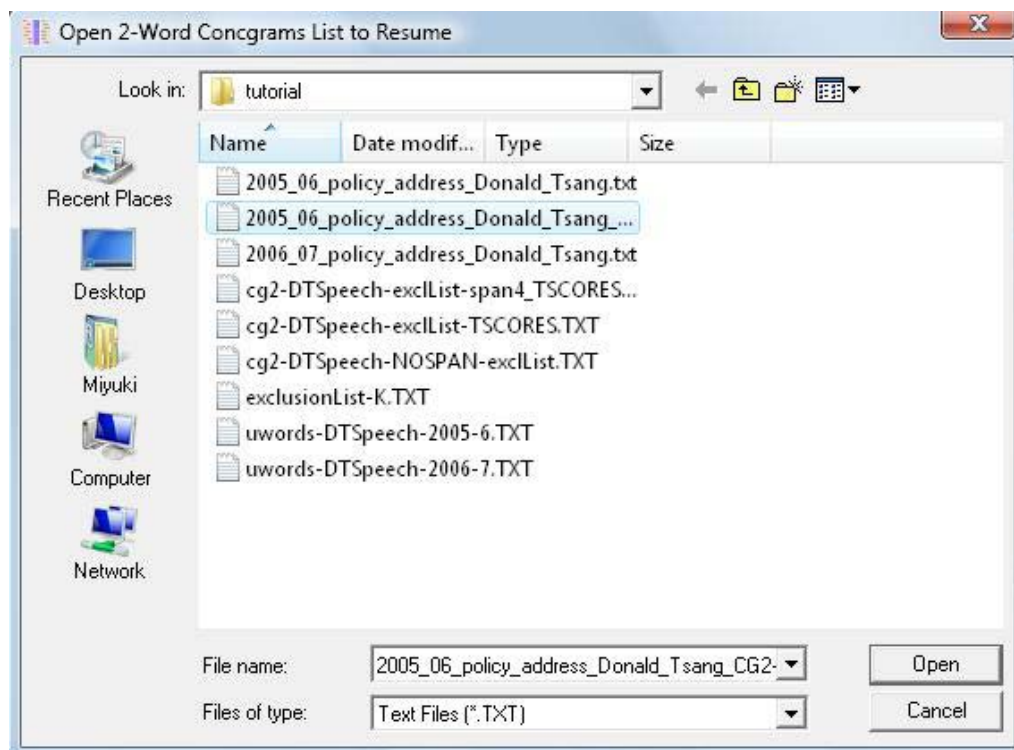 Open 2-Word Concgrams List to Resume
Look in: tutorial
Name Date modif... Type Size
2005_06_policy_address_Donald_Tsang.txt
2005_06_policy_address_Donald_Tsang_...
2006_07_policy_address_Donald_Tsang.txt
cg2-DTSpeech-exclList-span4_TSCORES...
cg2-DTSpeech-exclList-TSCORES.TXT
cg2-DTSpeech-NOSPAN-exclList.TXT
exclusionList-K.TXT
uwords-DTSpeech-2005-6.TXT
uwords-DTSpeech-2006-7.TXT
Recent Places
Desktop
Miyuki
Computer
Network
File name: 2005_06_policy_address_Donald_Tsang_CG2- Open
Files of type: Text Files (*.TXT) Cancel